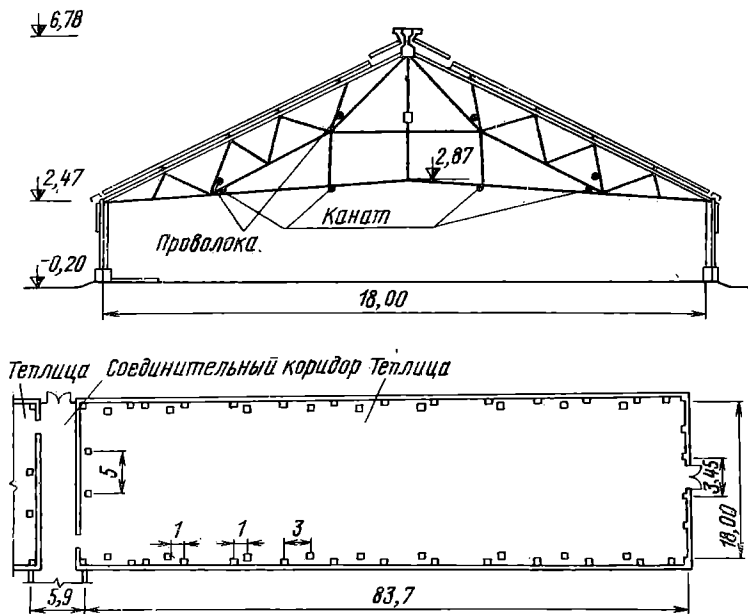 6,78
2,87
2,47
Канат
Проволока.
-0,20
18,00
Теплица Соединительный коридор Теплица
5
3,45
18,00
1 1 3
5,9 83,7